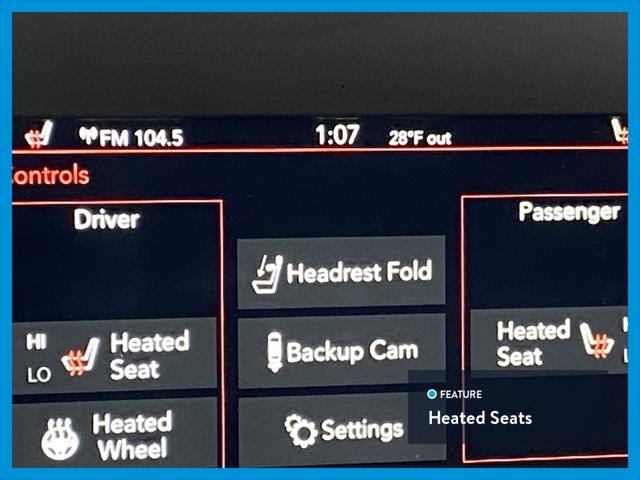 FM 104.5
1:07
28°F out
ontrols
Driver
Passenger
Headrest Fold
HI
LO
Heated
Seat
Backup Cam
Heated
Seat
Heated
Wheel
Settings
FEATURE
Heated Seats